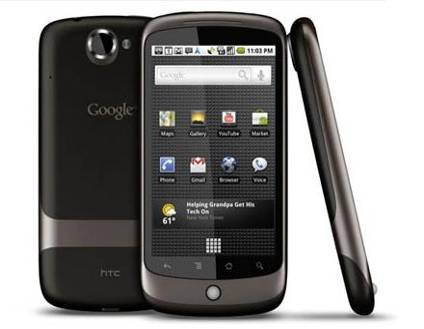 Google
hTC
11:03 PM
Google
Maps Gallery YouTube Market
Phone Gmail Browser Voice
Helping Grandpa Get His
Tech On
New York Times
61°